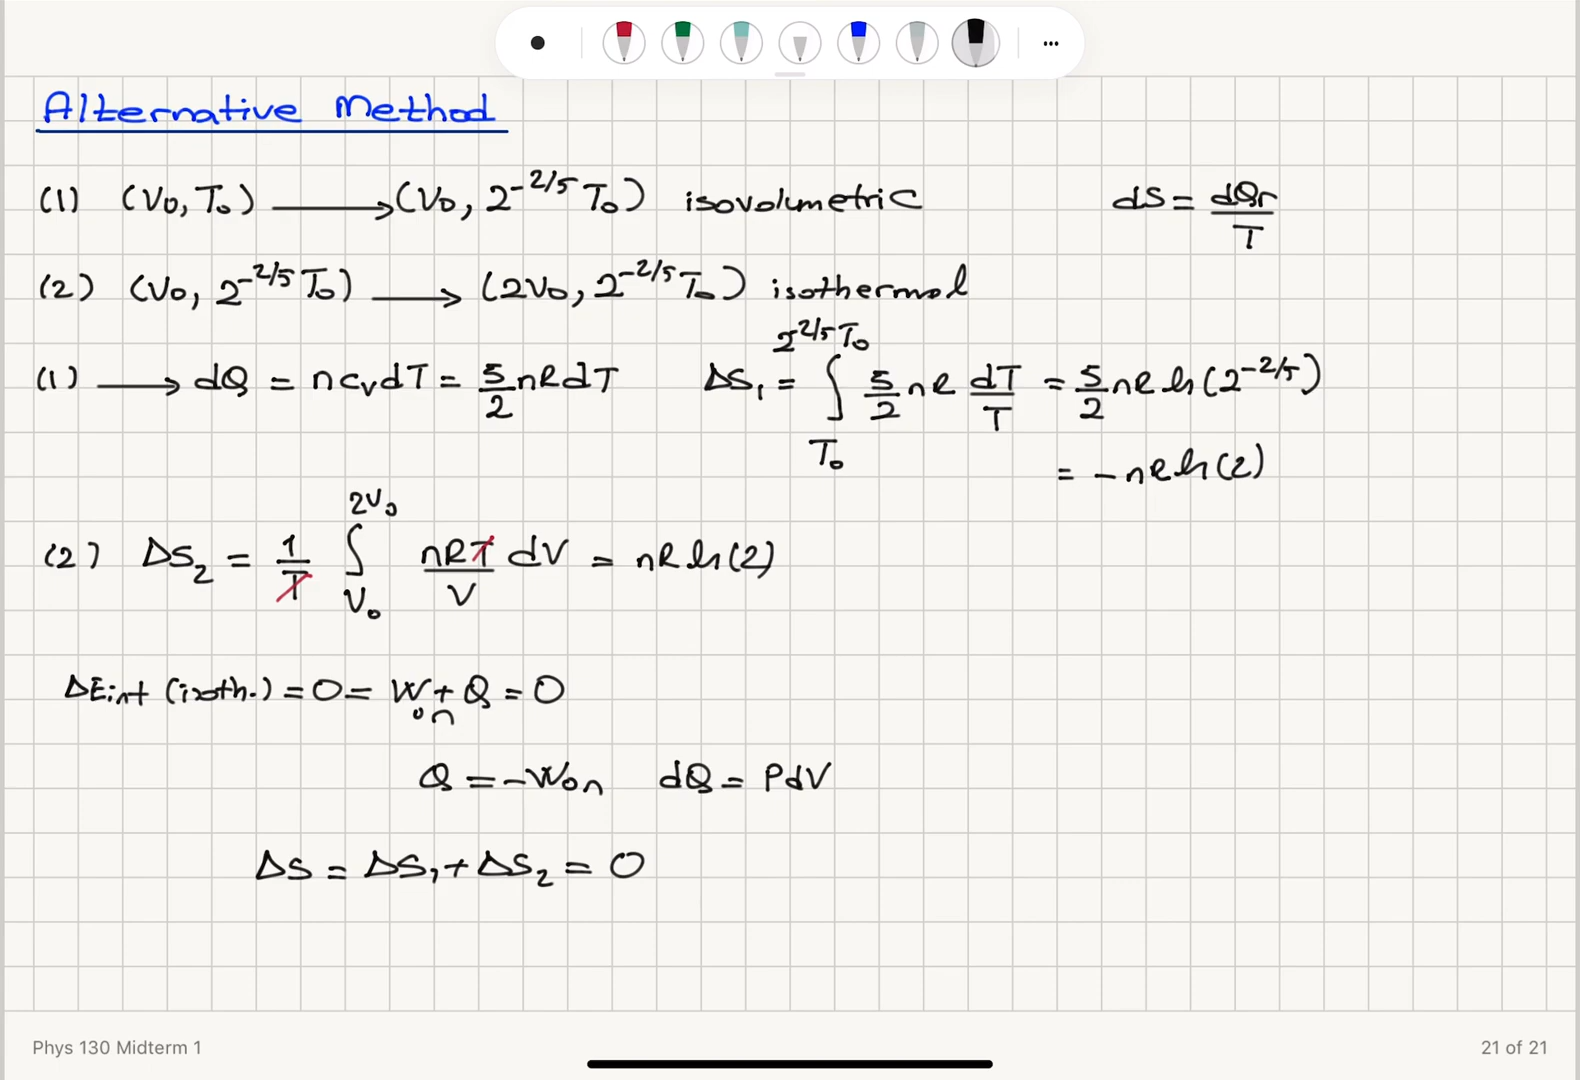 Alternative Method
(1) (V₀, T₀) ⟶ (V₀, 2^{-2/5} T₀) isovolumetric dS = dQr/T
(2) (V₀, 2^{-2/5} T₀) ⟶ (2V₀, 2^{-2/5} T₀) isothermal
(1) ⟶ dQ = ncᵥdT = 5/2 nRdT ΔS₁ = ∫_{T₀}^{2^{-2/5} T₀} 5/2 nR dT/T = 5/2 nR ln(2^{-2/5})
= -nR ln(2)
(2) ΔS₂ = 1/T ∫_{V₀}^{2V₀} nRT/V dV = nR ln(2)
ΔEint (isoth.) = 0 = Won + Q = 0
Q = -Won dQ = PdV
ΔS = ΔS₁ + ΔS₂ = 0
Phys 130 Midterm 1
21 of 21